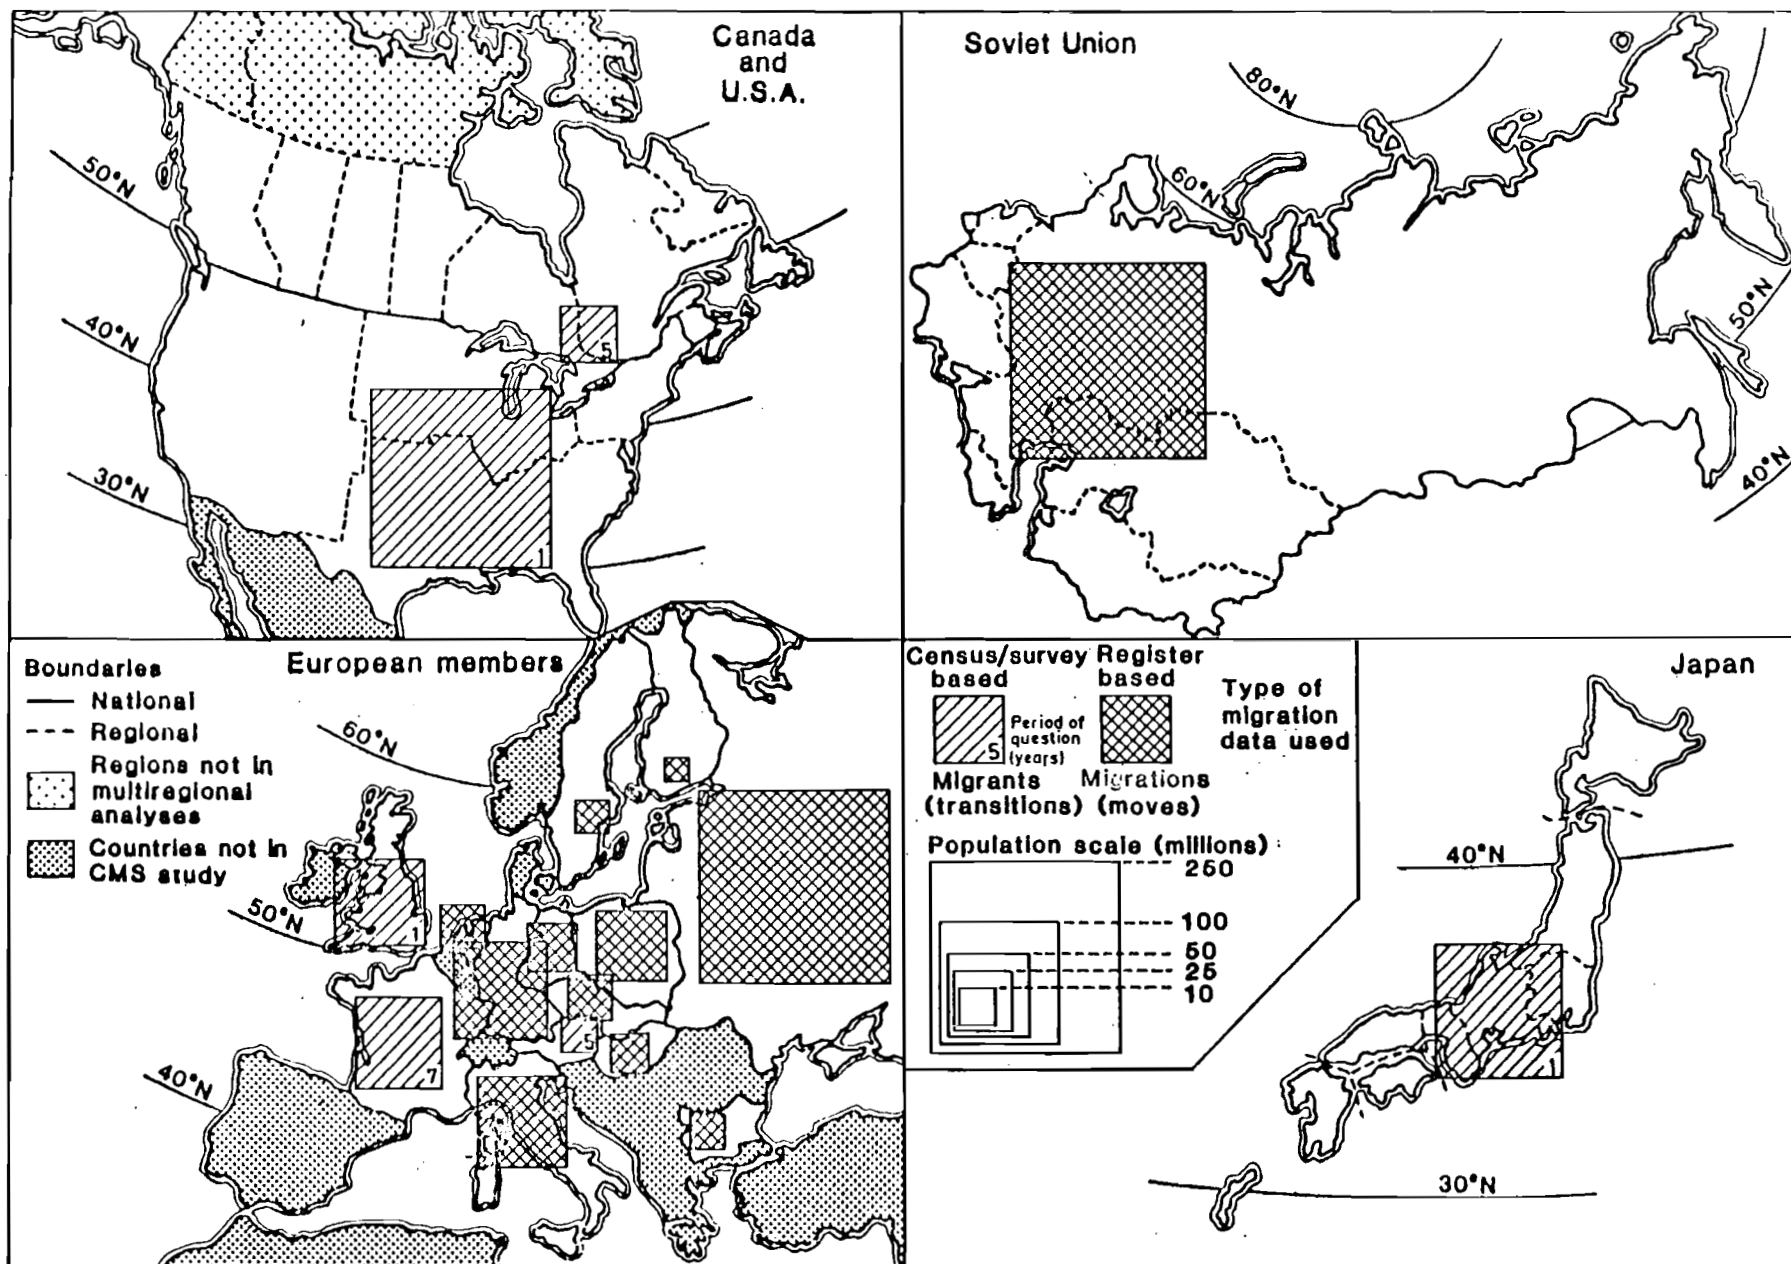 Canada
and
U.S.A.
50°N
40°N
30°N
5
1
Soviet Union
80°N
60°N
50°N
40°N
European members
Boundaries
National
Regional
Regions not in
multiregional
analyses
Countries not in
CMS study
60°N
50°N
40°N
1
7
5
Census/survey
based
Register
based
Type of
migration
data used
Period of
question
(years)
5
Migrants
(transitions)
Migrations
(moves)
Population scale (millions)
250
100
50
25
10
Japan
40°N
1
30°N